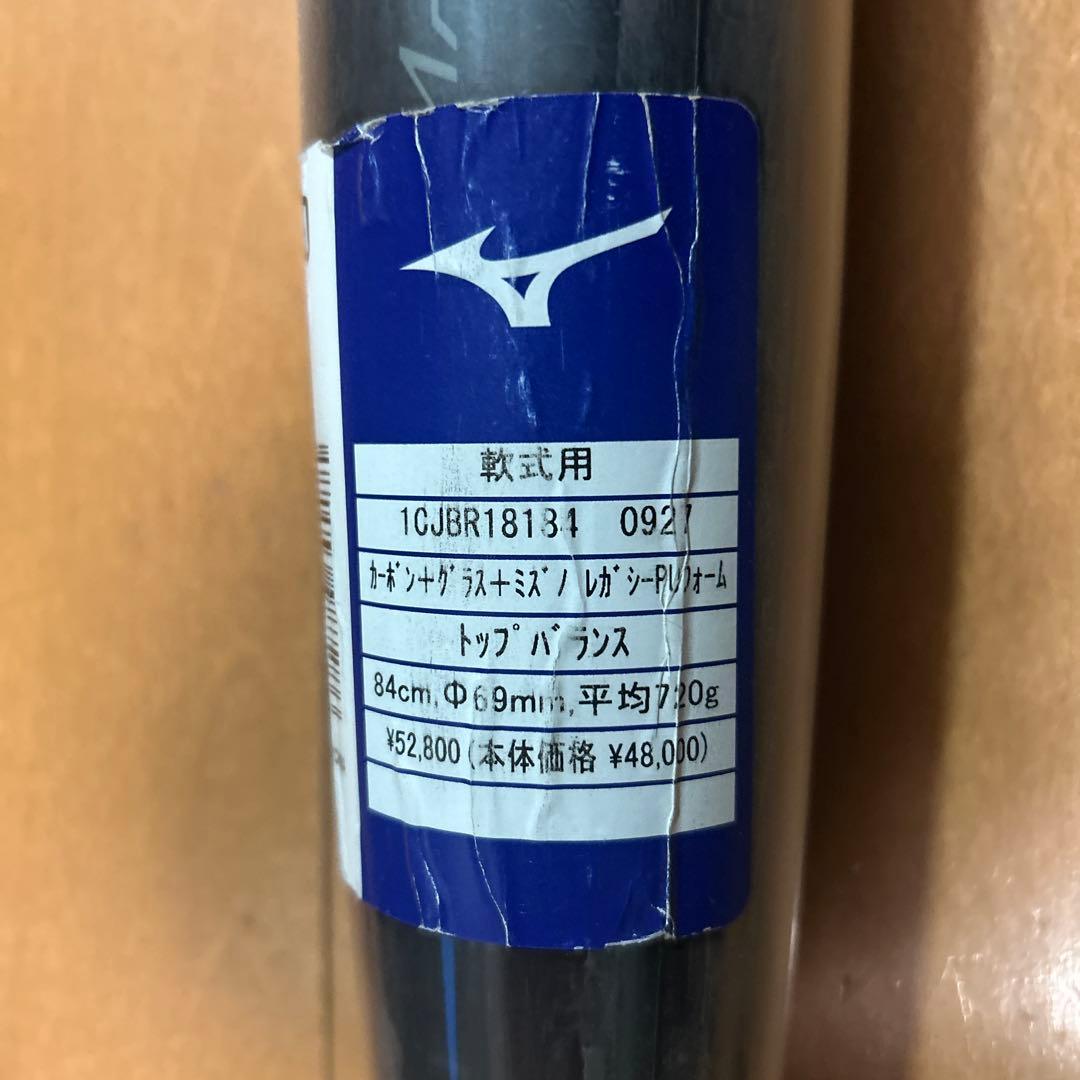 軟式用
1CJBR18184 0927
ｶｰﾎﾞﾝ+ｸﾞﾗｽ+ﾐｽﾞﾉ ﾚｶﾞｼｰPUﾌｫｰﾑ
ﾄｯﾌﾟﾊﾞﾗﾝｽ
84cm,Φ69mm,平均720g
¥52,800(本体価格 ¥48,000)